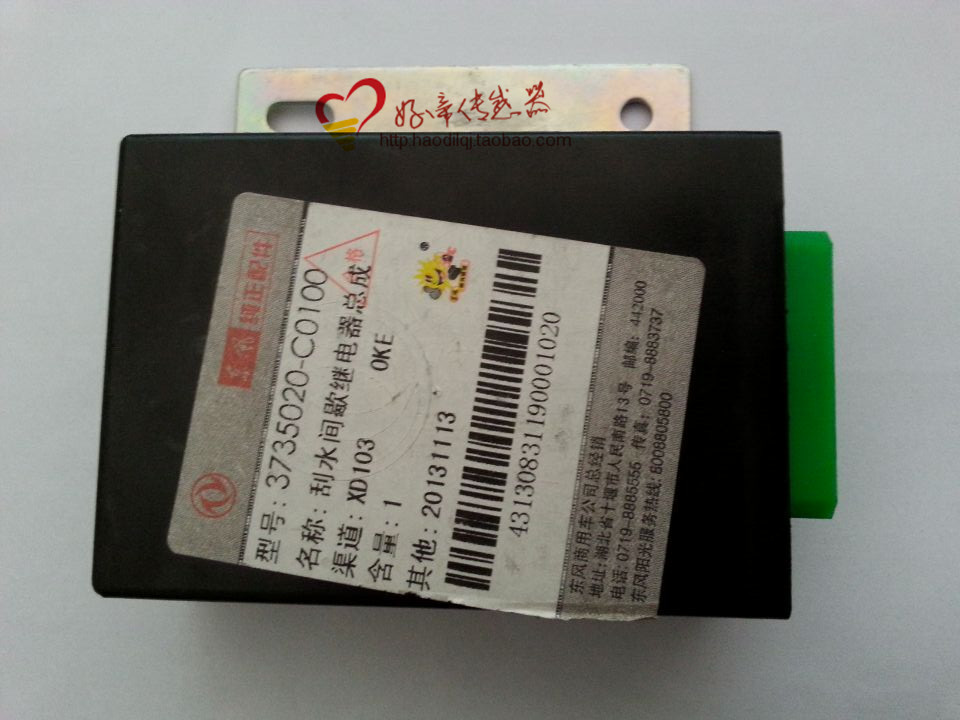 好帝传感器
http:haodilqj.taobao.com
东风 纯正配件
型号: 3735020-C0100
名称: 刮水间歇继电器总成
渠道: XD103 0KE
含量: 1
其他: 20131113
43130831190001020
东风商用车公司总经销
地址: 湖北省十堰市人民南路13号 邮编: 442000
电话: 0719-8885556 传真: 0719-8883737
东风阳光服务热线: 8008805800